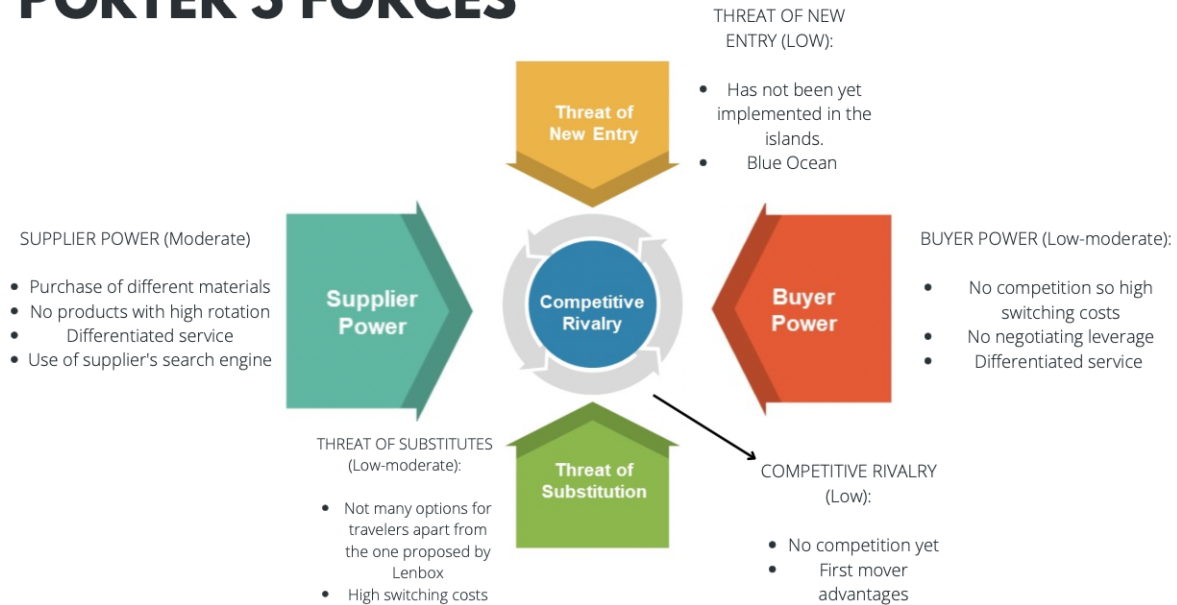 PORTER'S FORCES
THREAT OF NEW
ENTRY (LOW):
• Has not been yet
implemented in the
islands.
• Blue Ocean
Threat of
New Entry
SUPPLIER POWER (Moderate)
• Purchase of different materials
• No products with high rotation
• Differentiated service
• Use of supplier's search engine
Supplier
Power
Competitive
Rivalry
Buyer
Power
BUYER POWER (Low-moderate):
• No competition so high
switching costs
• No negotiating leverage
• Differentiated service
THREAT OF SUBSTITUTES
(Low-moderate):
• Not many options for
travelers apart from
the one proposed by
Lenbox
• High switching costs
Threat of
Substitution
COMPETITIVE RIVALRY
(Low):
• No competition yet
• First mover
advantages